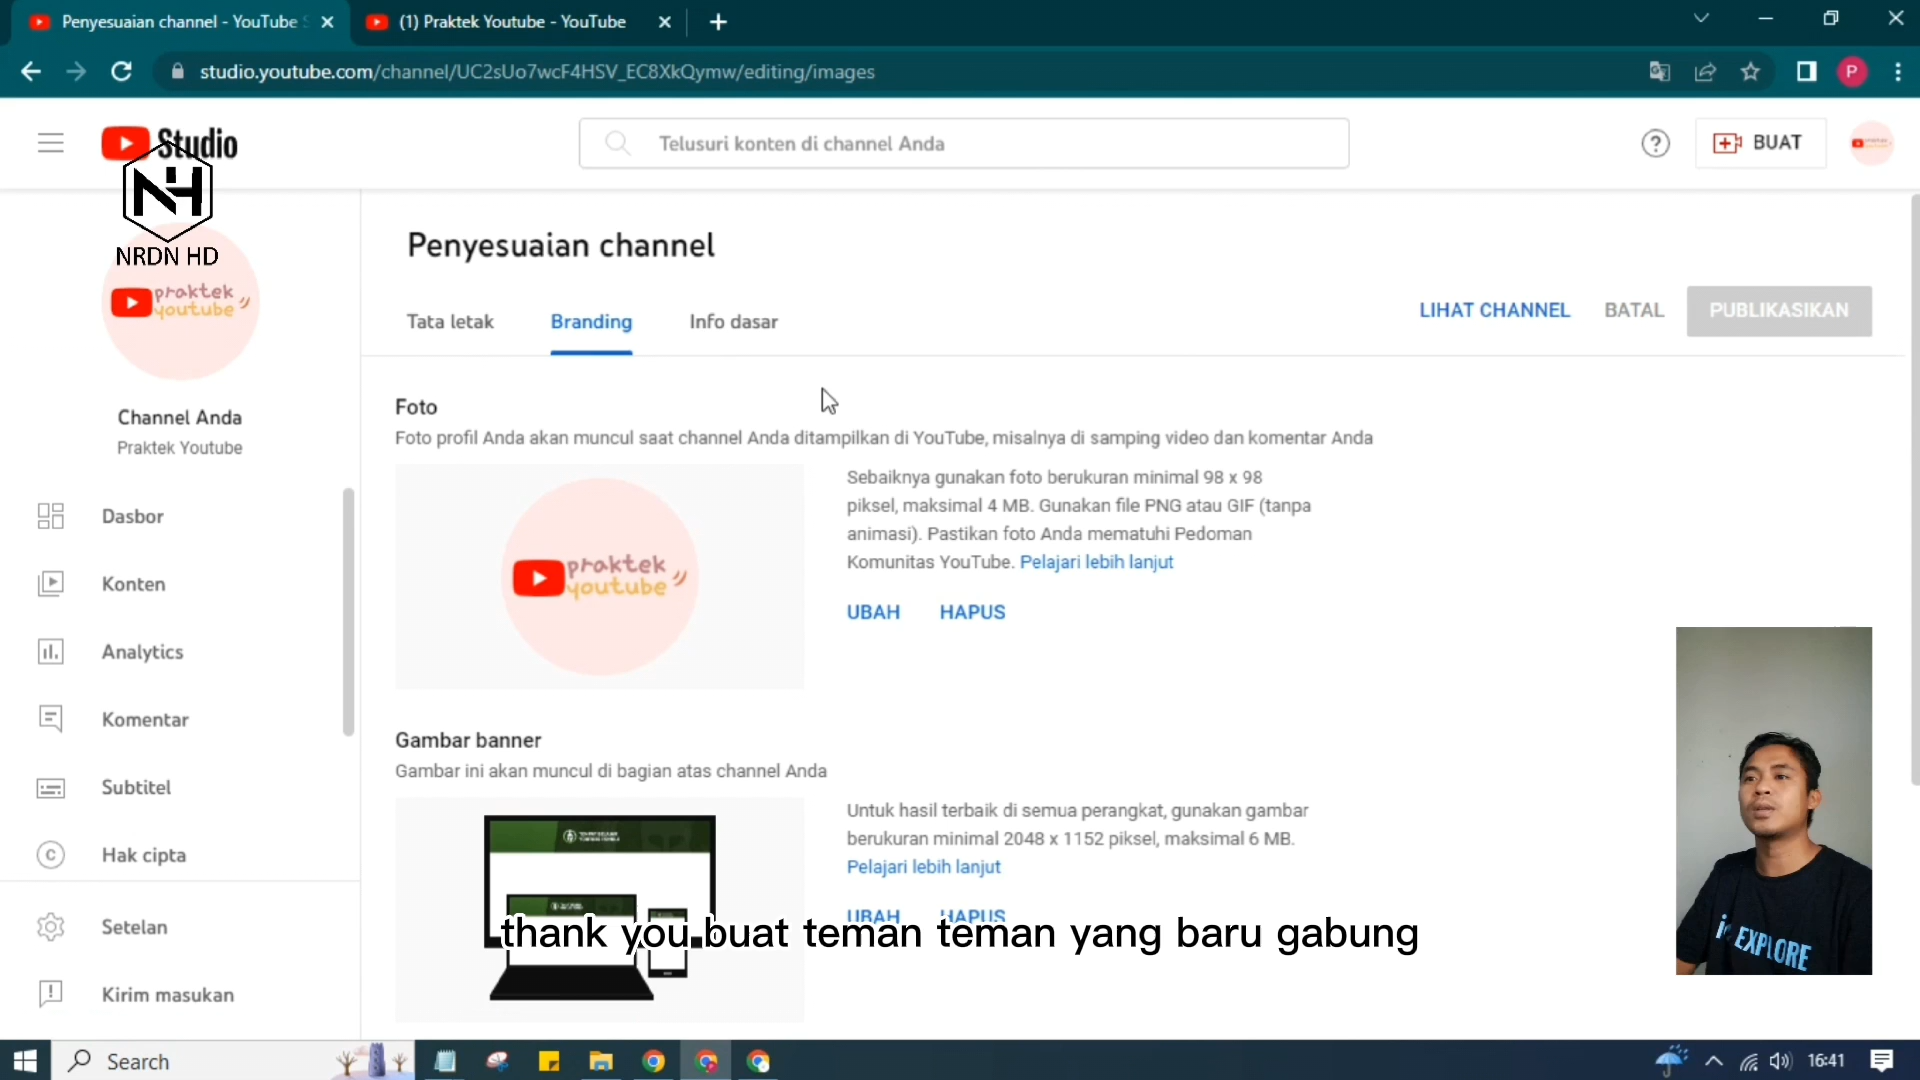 Penyesuaian channel - YouTube S
(1) Praktek Youtube - YouTube
studio.youtube.com/channel/UC2sUo7wcF4HSV_EC8XkQymw/editing/images
P
Studio
Telusuri konten di channel Anda
BUAT
NH
NRDN HD
praktek
youtube
Channel Anda
Praktek Youtube
Dasbor
Konten
Analytics
Komentar
Subtitel
Hak cipta
Setelan
Kirim masukan
Penyesuaian channel
Tata letak
Branding
Info dasar
LIHAT CHANNEL
BATAL
PUBLIKASIKAN
Foto
Foto profil Anda akan muncul saat channel Anda ditampilkan di YouTube, misalnya di samping video dan komentar Anda
praktek
youtube
Sebaiknya gunakan foto berukuran minimal 98 x 98
piksel, maksimal 4 MB. Gunakan file PNG atau GIF (tanpa
animasi). Pastikan foto Anda mematuhi Pedoman
Komunitas YouTube. Pelajari lebih lanjut
UBAH
HAPUS
Gambar banner
Gambar ini akan muncul di bagian atas channel Anda
Untuk hasil terbaik di semua perangkat, gunakan gambar
berukuran minimal 2048 x 1152 piksel, maksimal 6 MB.
Pelajari lebih lanjut
UBAH
HAPUS
thank you buat teman teman yang baru gabung
EXPLORE
Search
16:41